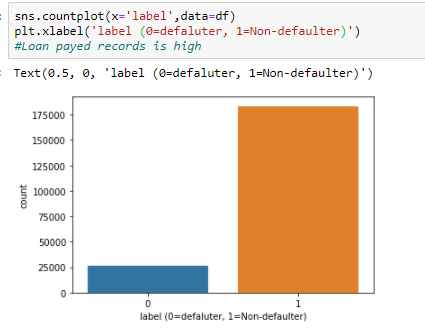 sns.countplot(x='label',data=df)
plt.xlabel('label (0=defaluter, 1=Non-defaulter)')
#Loan payed records is high
Text(0.5, 0, 'label (0=defaluter, 1=Non-defaulter)')
175000
150000
125000
100000
75000
50000
25000
0
count
0 1
label (0=defaluter, 1=Non-defaulter)